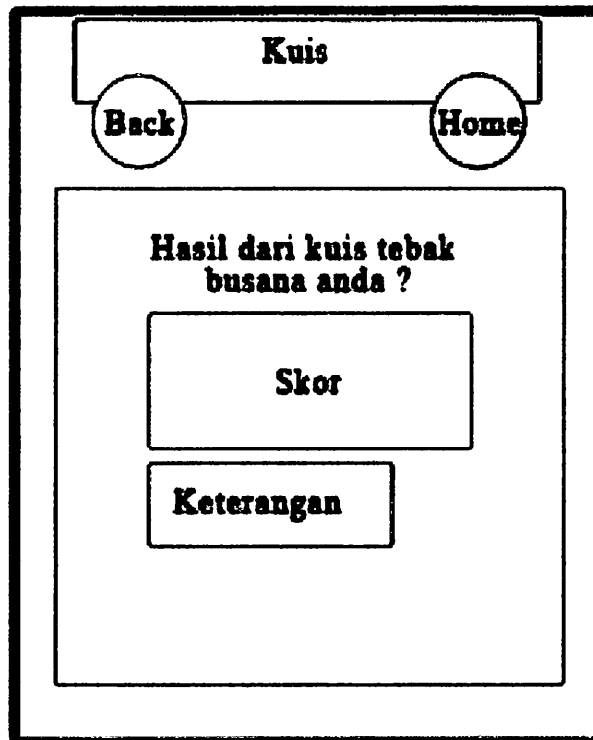 Kuis
Back
Home
Hasil dari kuis tebak
busana anda ?
Skor
Keterangan